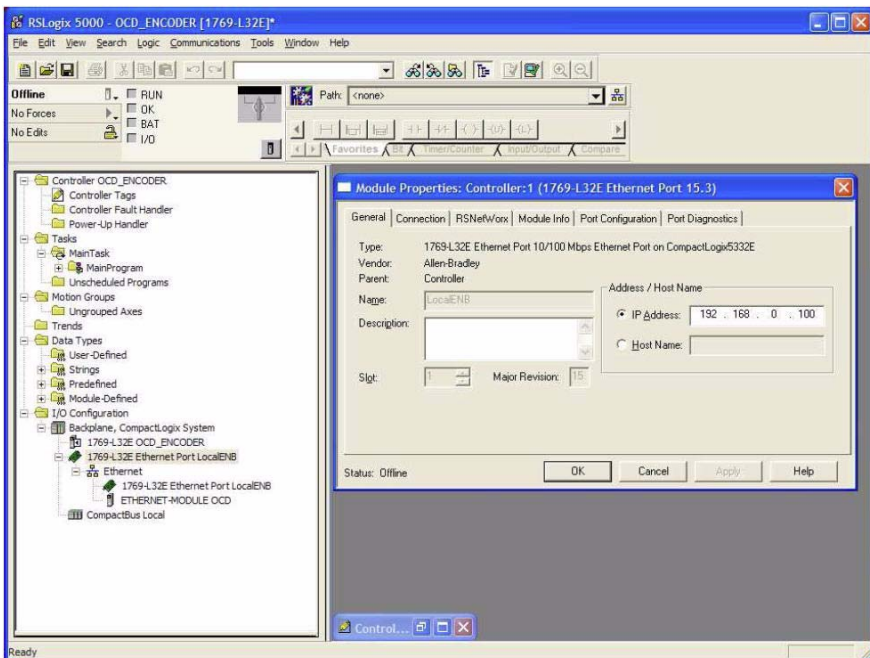 RSLogix 5000 - OCD_ENCODER [1769-L32E]*
File Edit View Search Logic Communications Tools Window Help
Offline
RUN
No Forces
OK
No Edits
BAT
I/O
Path: <none>
Favorites Bit Timer/Counter Input/Output Compare
Controller OCD_ENCODER
Controller Tags
Controller Fault Handler
Power-Up Handler
Tasks
MainTask
MainProgram
Unscheduled Programs
Motion Groups
Ungrouped Axes
Trends
Data Types
User-Defined
Strings
Predefined
Module-Defined
I/O Configuration
Backplane, CompactLogix System
1769-L32E OCD_ENCODER
1769-L32E Ethernet Port LocalENB
Ethernet
1769-L32E Ethernet Port LocalENB
ETHERNET-MODULE OCD
CompactBus Local
Module Properties: Controller:1 (1769-L32E Ethernet Port 15.3)
General Connection RSNetWorx Module Info Port Configuration Port Diagnostics
Type: 1769-L32E Ethernet Port 10/100 Mbps Ethernet Port on CompactLogix5332E
Vendor: Allen-Bradley
Parent: Controller
Name: LocalENB
Description:
Slot: 1 Major Revision: 15
Address / Host Name
IP Address: 192 . 168 . 0 . 100
Host Name:
Status: Offline
OK Cancel Apply Help
Control...
Ready